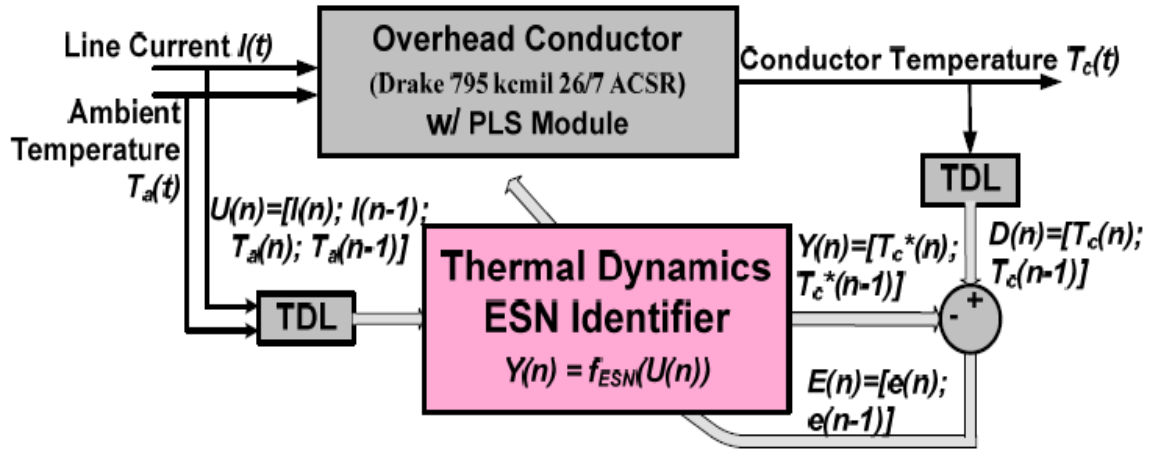 Line Current I(t)
Overhead Conductor
(Drake 795 kcmil 26/7 ACSR)
w/ PLS Module
Conductor Temperature Tc(t)
Ambient
Temperature
Ta(t)
TDL
U(n)=[I(n); I(n-1);
Ta(n); Ta(n-1)]
Thermal Dynamics
ESN Identifier
Y(n) = fESN(U(n))
Y(n)=[Tc*(n);
Tc*(n-1)]
D(n)=[Tc(n);
Tc(n-1)]
+
-
TDL
E(n)=[e(n);
e(n-1)]